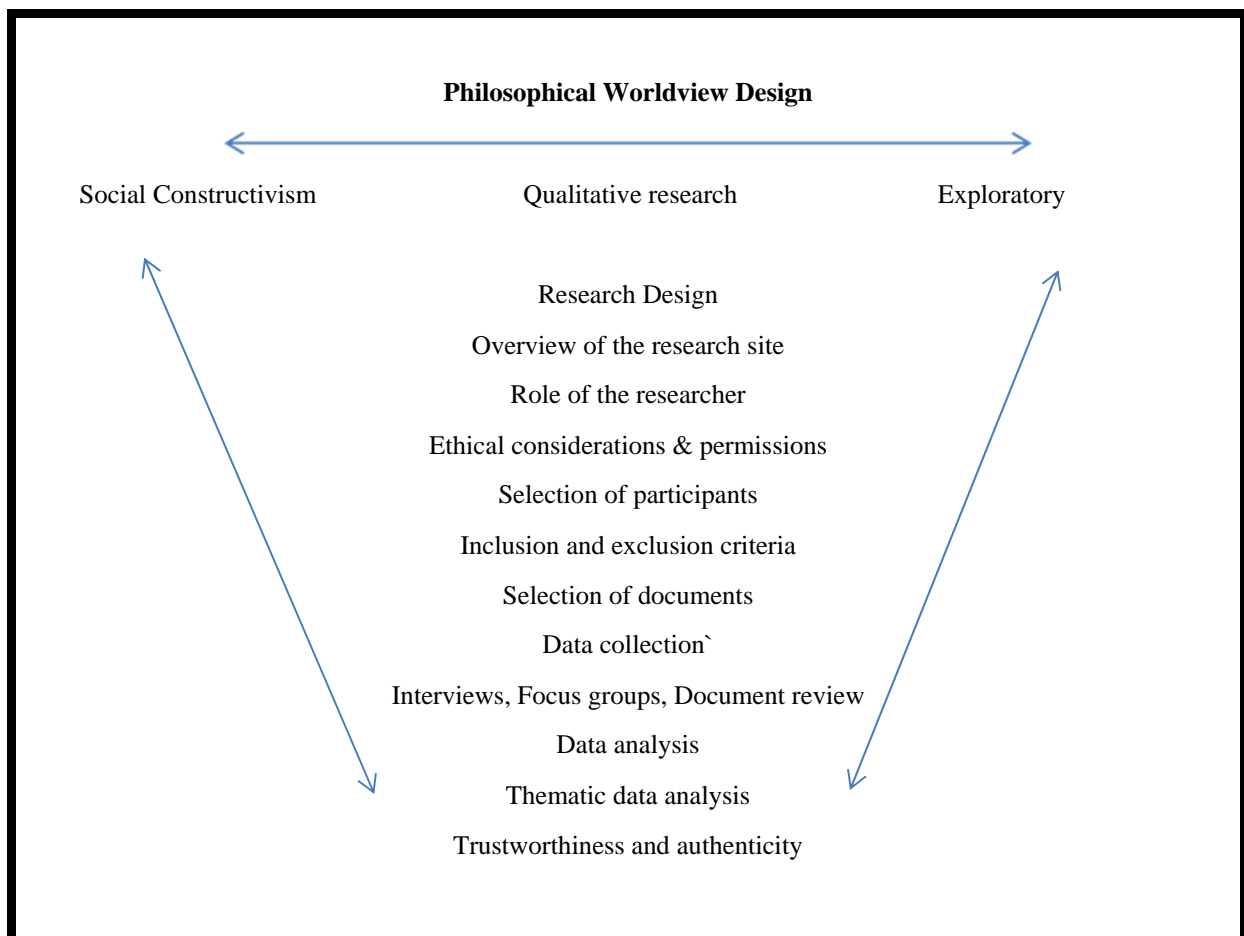 Philosophical Worldview Design
Social Constructivism Qualitative research Exploratory
Research Design
Overview of the research site
Role of the researcher
Ethical considerations & permissions
Selection of participants
Inclusion and exclusion criteria
Selection of documents
Data collection`
Interviews, Focus groups, Document review
Data analysis
Thematic data analysis
Trustworthiness and authenticity